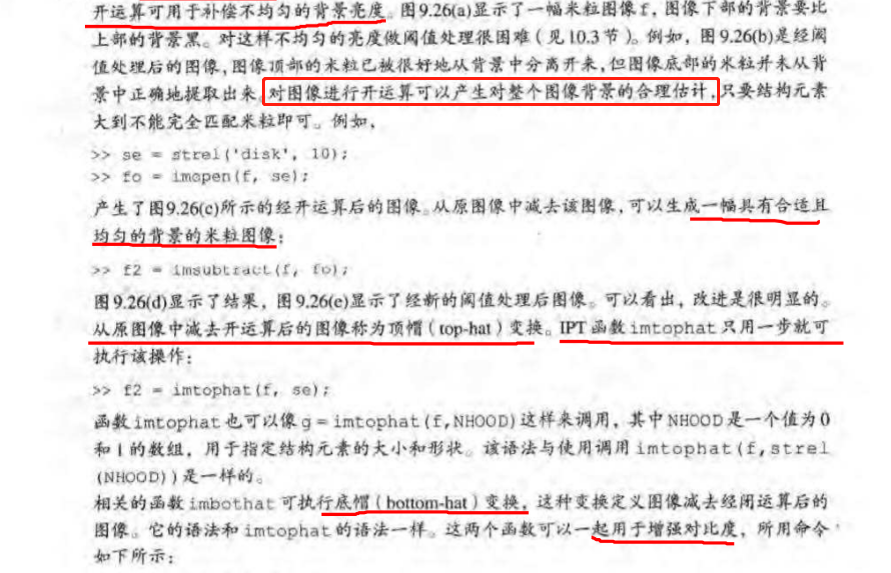 开运算可用于补偿不均匀的背景亮度。图9.26(a)显示了一幅米粒图像f，图像下部的背景要比
上部的背景黑。对这样不均匀的亮度做阈值处理很困难（见10.3节）。例如，图9.26(b)是经阈
值处理后的图像，图像顶部的米粒已被很好地从背景中分离开来，但图像底部的米粒并未从背
景中正确地提取出来。对图像进行开运算可以产生对整个图像背景的合理估计，只要结构元素
大到不能完全匹配米粒即可。例如，
>> se = strel('disk', 10);
>> fo = imopen(f, se);
产生了图9.26(c)所示的经开运算后的图像。从原图像中减去该图像，可以生成一幅具有合适且
均匀的背景的米粒图像：
>> f2 = imsubtract(f, fo);
图9.26(d)显示了结果，图9.26(e)显示了经新的阈值处理后图像。可以看出，改进是很明显的。
从原图像中减去开运算后的图像称为顶帽（top-hat）变换。IPT函数imtophat只用一步就可
执行该操作：
>> f2 = imtophat(f, se);
函数imtophat也可以像g = imtophat(f,NHOOD)这样来调用，其中NHOOD是一个值为0
和1的数组，用于指定结构元素的大小和形状。该语法与使用调用imtophat(f,strel
(NHOOD))是一样的。
相关的函数imbothat可执行底帽（bottom-hat）变换，这种变换定义图像减去经闭运算后的
图像。它的语法和imtophat的语法一样。这两个函数可以一起用于增强对比度，所用命令
如下所示：